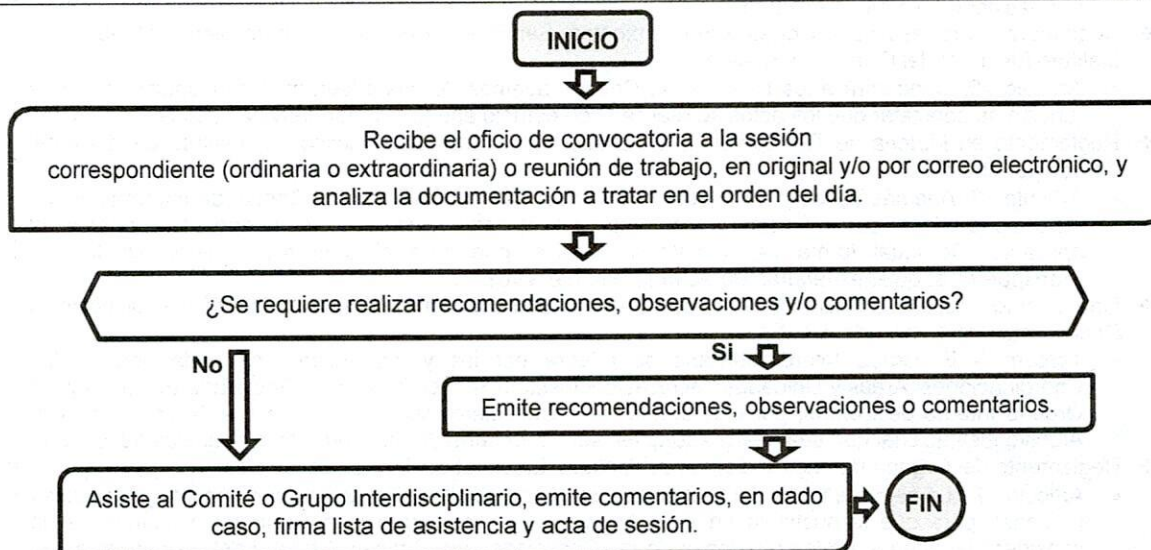 INICIO
Recibe el oficio de convocatoria a la sesión
correspondiente (ordinaria o extraordinaria) o reunión de trabajo, en original y/o por correo electrónico, y
analiza la documentación a tratar en el orden del día.
¿Se requiere realizar recomendaciones, observaciones y/o comentarios?
No
Si
Emite recomendaciones, observaciones o comentarios.
Asiste al Comité o Grupo Interdisciplinario, emite comentarios, en dado
caso, firma lista de asistencia y acta de sesión.
FIN